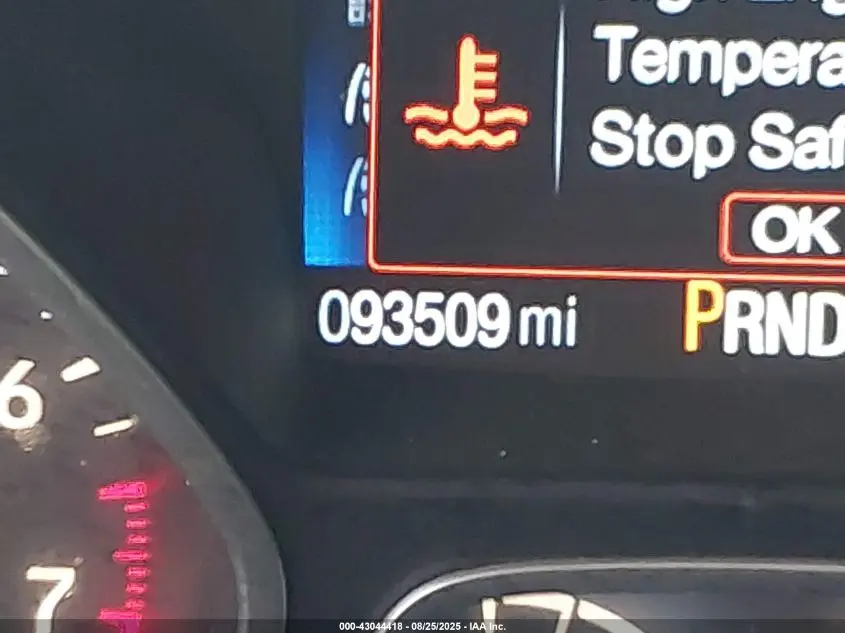 Tempera
Stop Saf
OK
093509 mi PRND
6
7
000-43044418 - 08/25/2025 - IAA Inc.